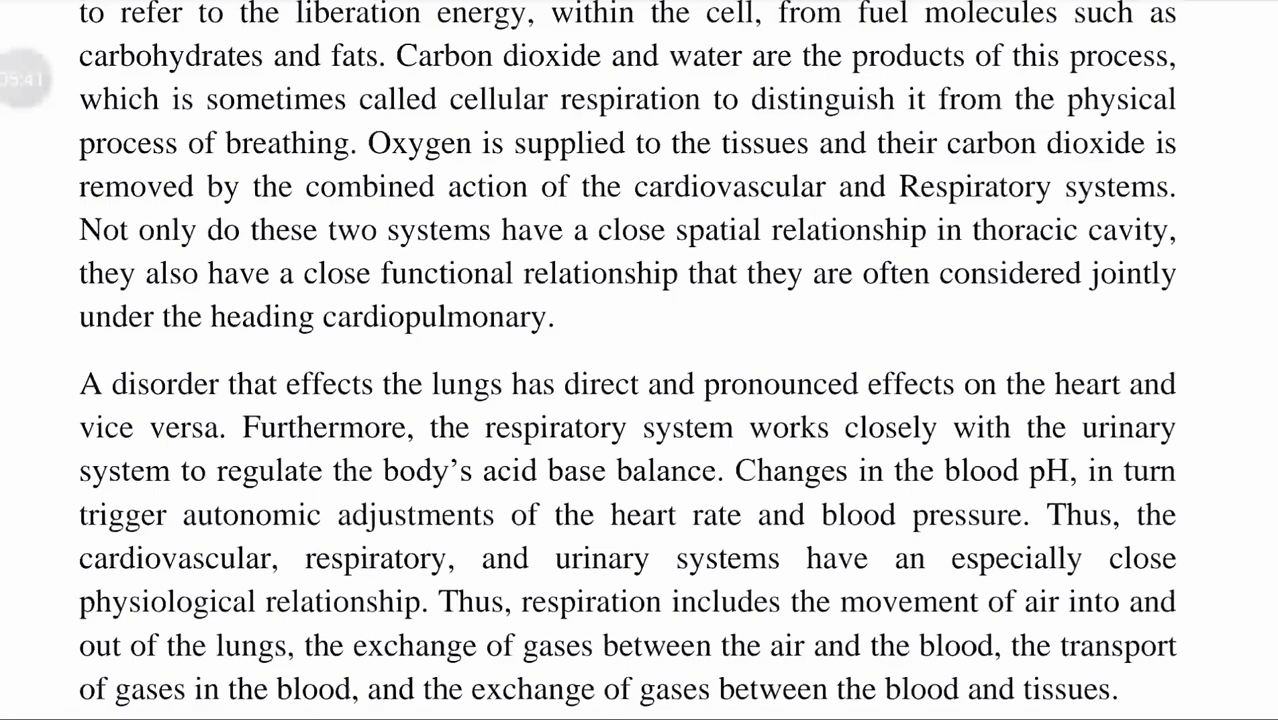 to refer to the liberation energy, within the cell, from fuel molecules such as
carbohydrates and fats. Carbon dioxide and water are the products of this process,
which is sometimes called cellular respiration to distinguish it from the physical
process of breathing. Oxygen is supplied to the tissues and their carbon dioxide is
removed by the combined action of the cardiovascular and Respiratory systems.
Not only do these two systems have a close spatial relationship in thoracic cavity,
they also have a close functional relationship that they are often considered jointly
under the heading cardiopulmonary.
A disorder that effects the lungs has direct and pronounced effects on the heart and
vice versa. Furthermore, the respiratory system works closely with the urinary
system to regulate the body’s acid base balance. Changes in the blood pH, in turn
trigger autonomic adjustments of the heart rate and blood pressure. Thus, the
cardiovascular, respiratory, and urinary systems have an especially close
physiological relationship. Thus, respiration includes the movement of air into and
out of the lungs, the exchange of gases between the air and the blood, the transport
of gases in the blood, and the exchange of gases between the blood and tissues.
05:41